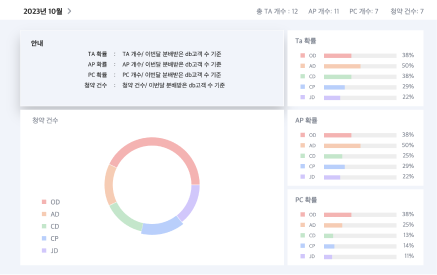 2023년 10월 >
총 TA 개수 : 12 AP 개수: 11 PC 개수: 7 청약 건수: 7
안내
TA 확률 : TA 개수/ 이번달 분배받은 db고객 수 기준
AP 확률 : AP 개수/ 이번달 분배받은 db고객 수 기준
PC 확률 : PC 개수/ 이번달 분배받은 db고객 수 기준
청약 건수 : 청약 건수/ 이번달 분배받은 db고객 수 기준
청약 건수
OD
AD
CD
CP
JD
Ta 확률
OD 38%
AD 50%
CD 38%
CP 29%
JD 22%
AP 확률
OD 38%
AD 50%
CD 25%
CP 29%
JD 22%
PC 확률
OD 38%
AD 25%
CD 13%
CP 14%
JD 11%